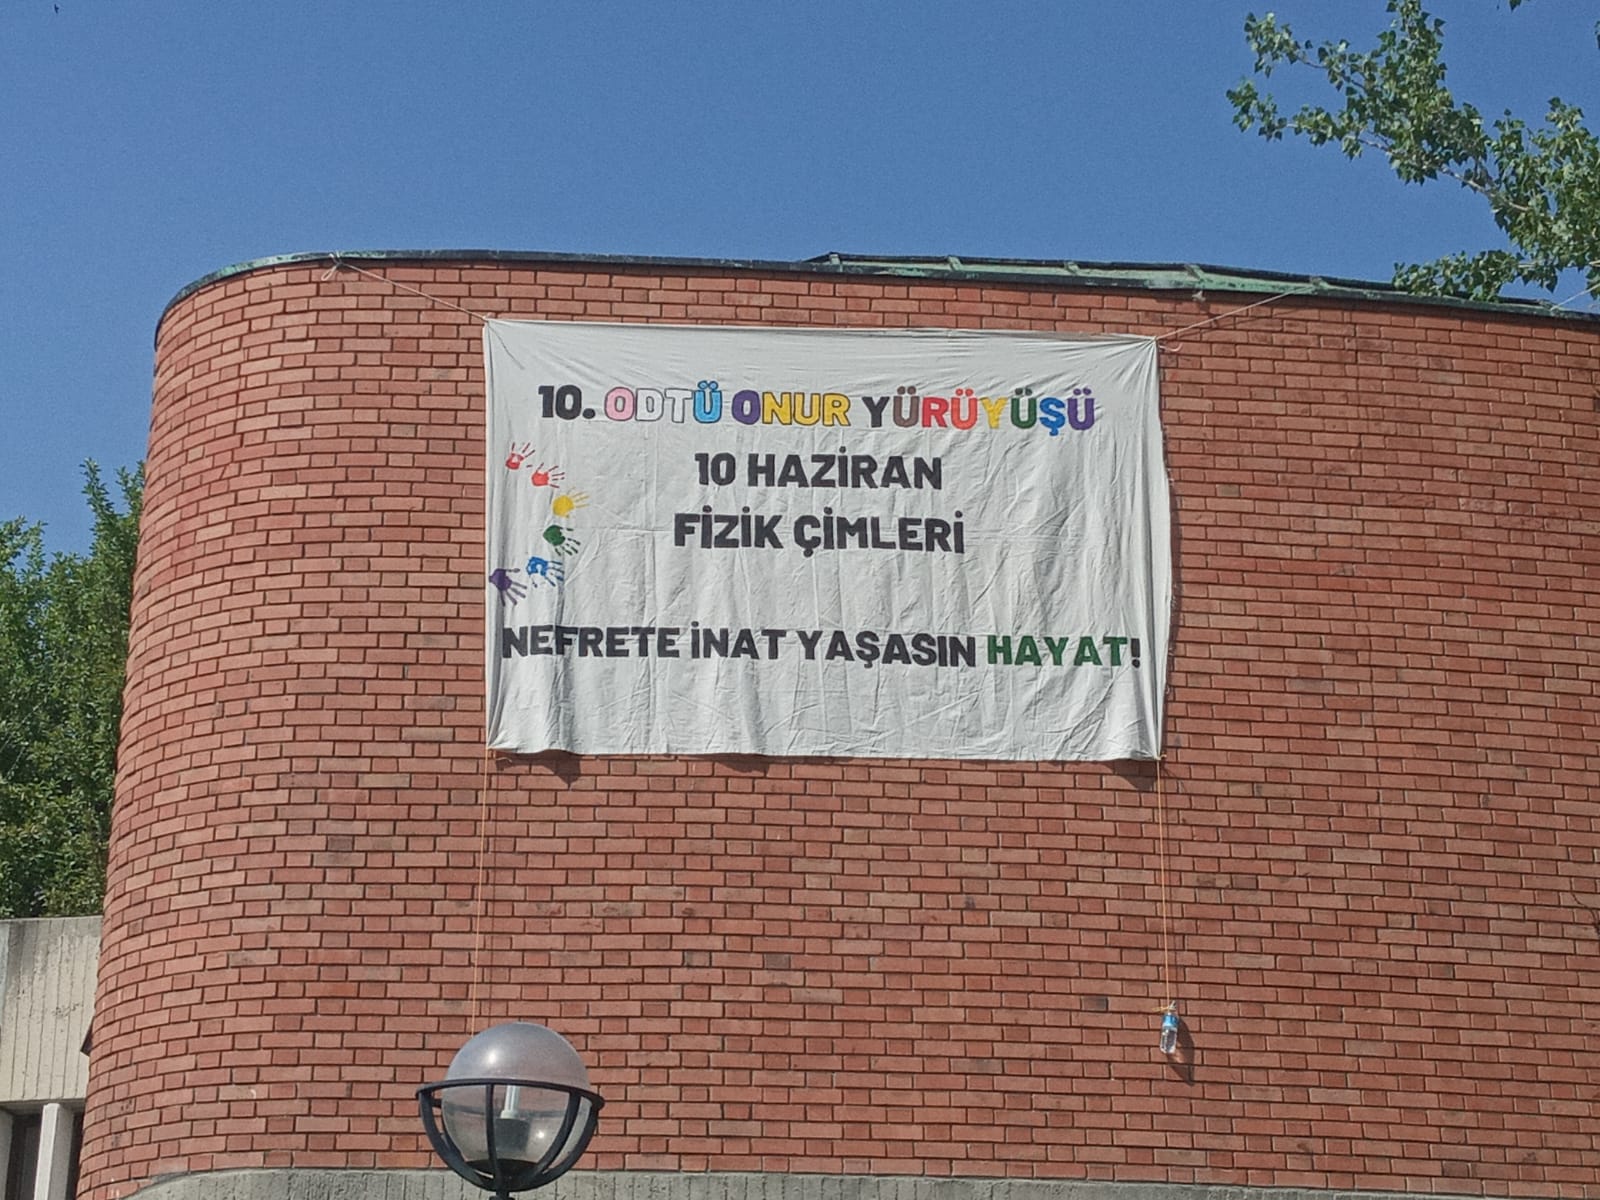 10. ODTÜ ONUR YÜRÜYÜŞÜ
10 HAZİRAN
FİZİK ÇİMLERİ
NEFRETE İNAT YAŞASIN HAYAT!